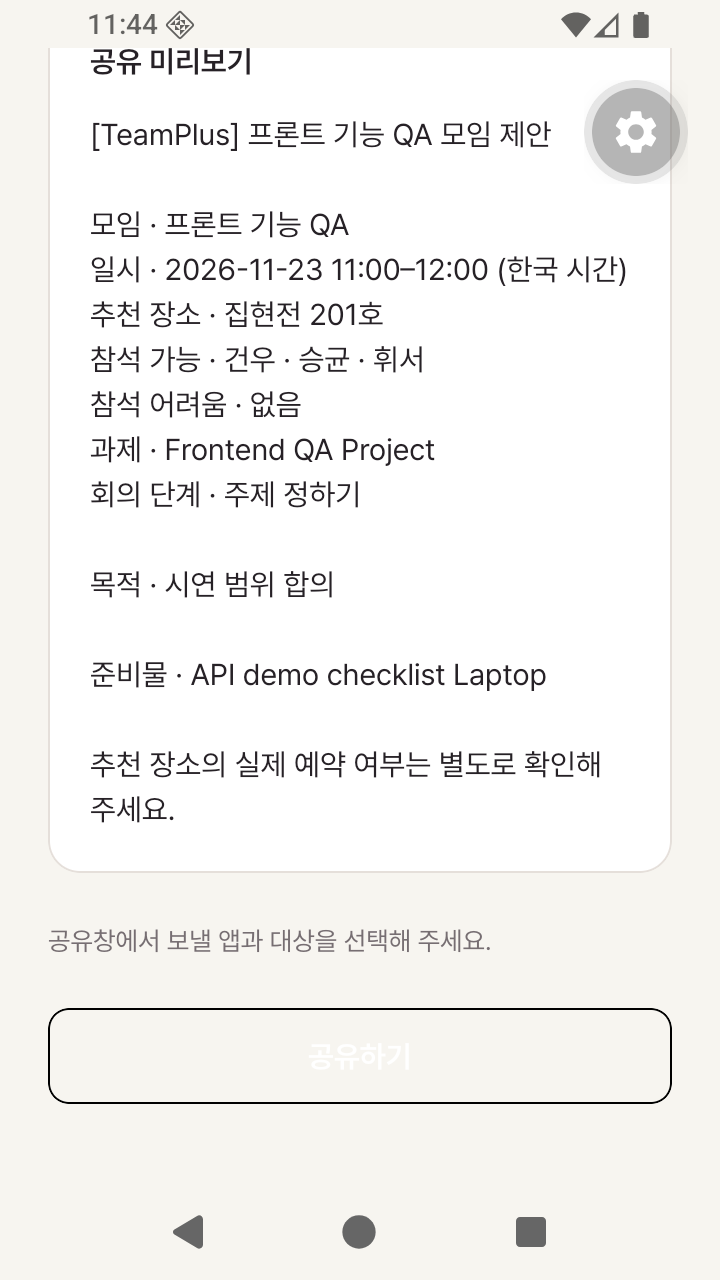 11:44
공유 미리보기
[TeamPlus] 프론트 기능 QA 모임 제안
모임 · 프론트 기능 QA
일시 · 2026-11-23 11:00–12:00 (한국 시간)
추천 장소 · 집현전 201호
참석 가능 · 건우 · 승균 · 휘서
참석 어려움 · 없음
과제 · Frontend QA Project
회의 단계 · 주제 정하기
목적 · 시연 범위 합의
준비물 · API demo checklist Laptop
추천 장소의 실제 예약 여부는 별도로 확인해
주세요.
공유창에서 보낼 앱과 대상을 선택해 주세요.
공유하기